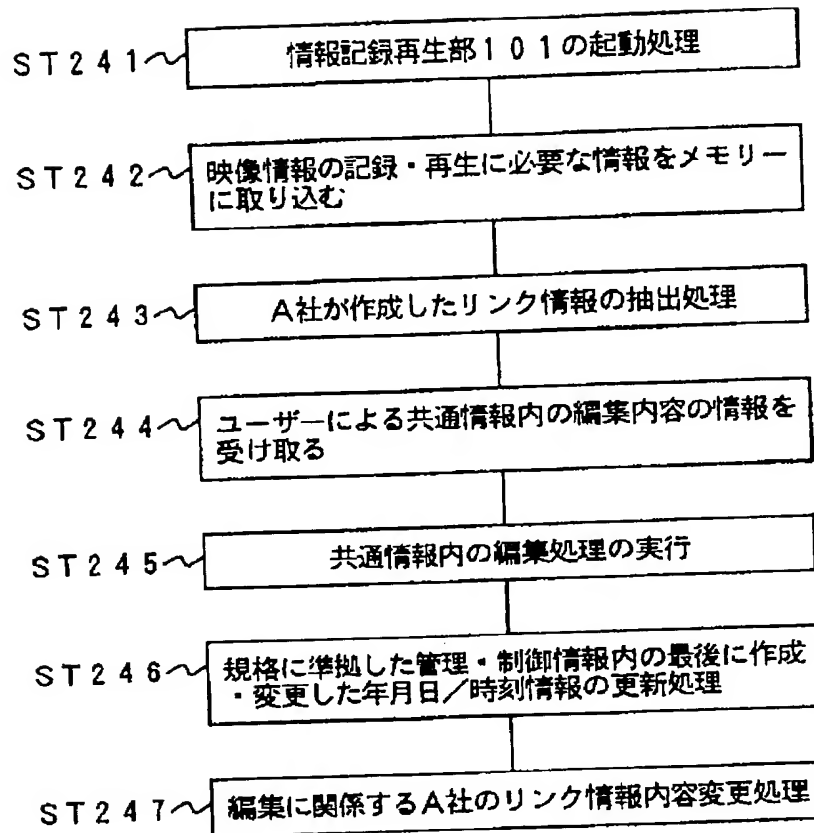 ST241 情報記録再生部101の起動処理
ST242 映像情報の記録・再生に必要な情報をメモリー
に取り込む
ST243 A社が作成したリンク情報の抽出処理
ST244 ユーザーによる共通情報内の編集内容の情報を
受け取る
ST245 共通情報内の編集処理の実行
ST246 規格に準拠した管理・制御情報内の最後に作成
・変更した年月日/時刻情報の更新処理
ST247 編集に関係するA社のリンク情報内容変更処理